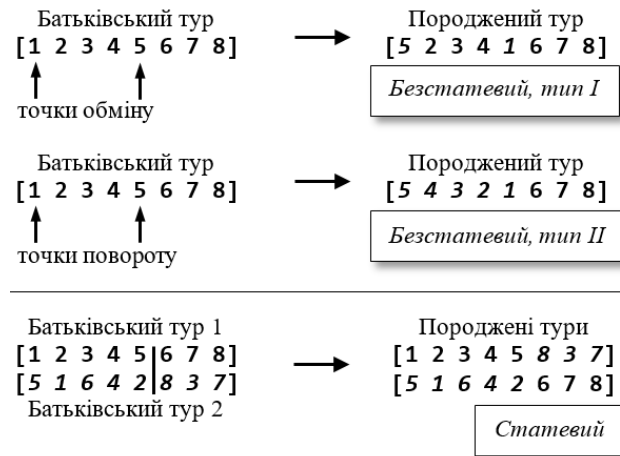 Батьківський тур Породжений тур
[1 2 3 4 5 6 7 8] [5 2 3 4 1 6 7 8]
точки обміну Безстатевий, тип I
Батьківський тур Породжений тур
[1 2 3 4 5 6 7 8] [5 4 3 2 1 6 7 8]
точки повороту Безстатевий, тип II
Батьківський тур 1 Породжені тури
[1 2 3 4 5|6 7 8] [1 2 3 4 5 8 3 7]
[5 1 6 4 2|8 3 7] [5 1 6 4 2 6 7 8]
Батьківський тур 2 Статевий